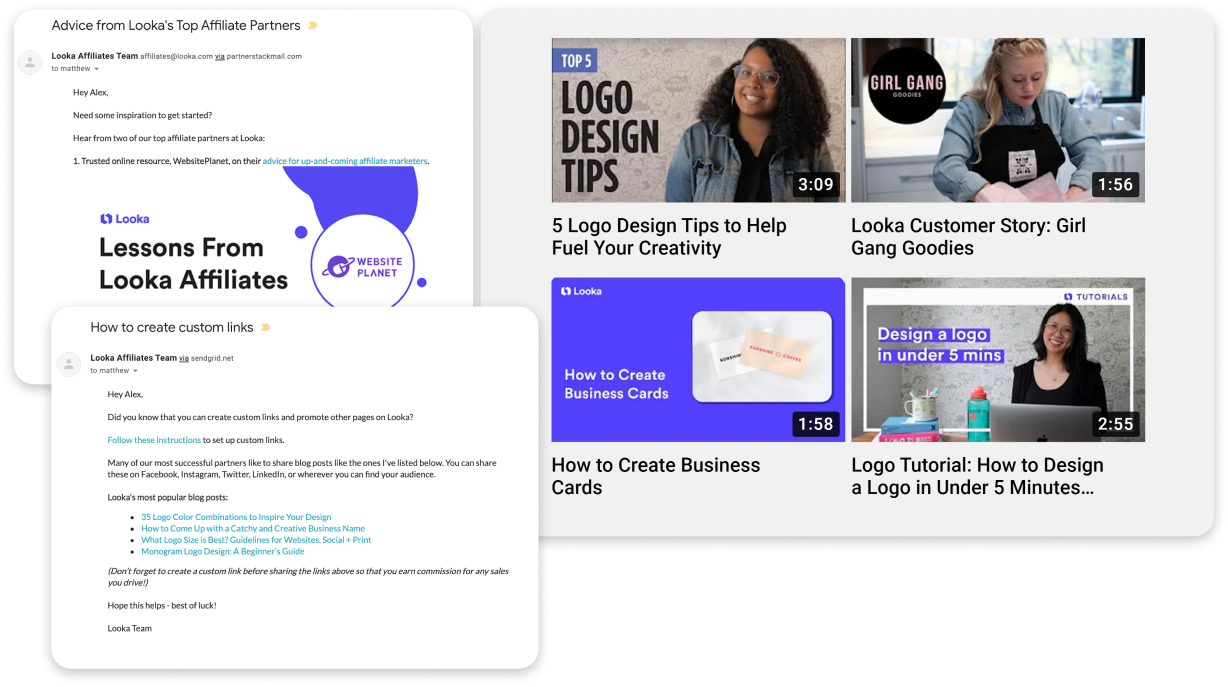 Advice from Looka's Top Affiliate Partners
Looka Affiliates Team affiliates@looka.com via partnerstackmail.com
to matthew
Hey Alex,
Need some inspiration to get started?
Hear from two of our top affiliate partners at Looka:
1. Trusted online resource, WebsitePlanet, on their advice for up-and-coming affiliate marketers.
Looka
Lessons From
Looka Affiliates
WEBSITE
PLANET
How to create custom links
Looka Affiliates Team via sendgrid.net
to matthew
Hey Alex,
Did you know that you can create custom links and promote other pages on Looka?
Follow these instructions to set up custom links.
Many of our most successful partners like to share blog posts like the ones I've listed below. You can share
these on Facebook, Instagram, Twitter, LinkedIn, or wherever you can find your audience.
Looka's most popular blog posts:
• 35 Logo Color Combinations to Inspire Your Design
• How to Come Up with a Catchy and Creative Business Name
• What Logo Size is Best? Guidelines for Websites, Social + Print
• Monogram Logo Design: A Beginner's Guide
(Don't forget to create a custom link before sharing the links above so that you earn commission for any sales
you drive!)
Hope this helps - best of luck!
Looka Team
TOP 5
LOGO
DESIGN
TIPS
3:09
5 Logo Design Tips to Help
Fuel Your Creativity
GIRL GANG
GOODIES
1:56
Looka Customer Story: Girl
Gang Goodies
Looka
How to Create
Business Cards
SUNSHIN
SUNSHINE COFFEE
1:58
How to Create Business
Cards
TUTORIALS
Design a logo
in under 5 mins
2:55
Logo Tutorial: How to Design
a Logo in Under 5 Minutes...